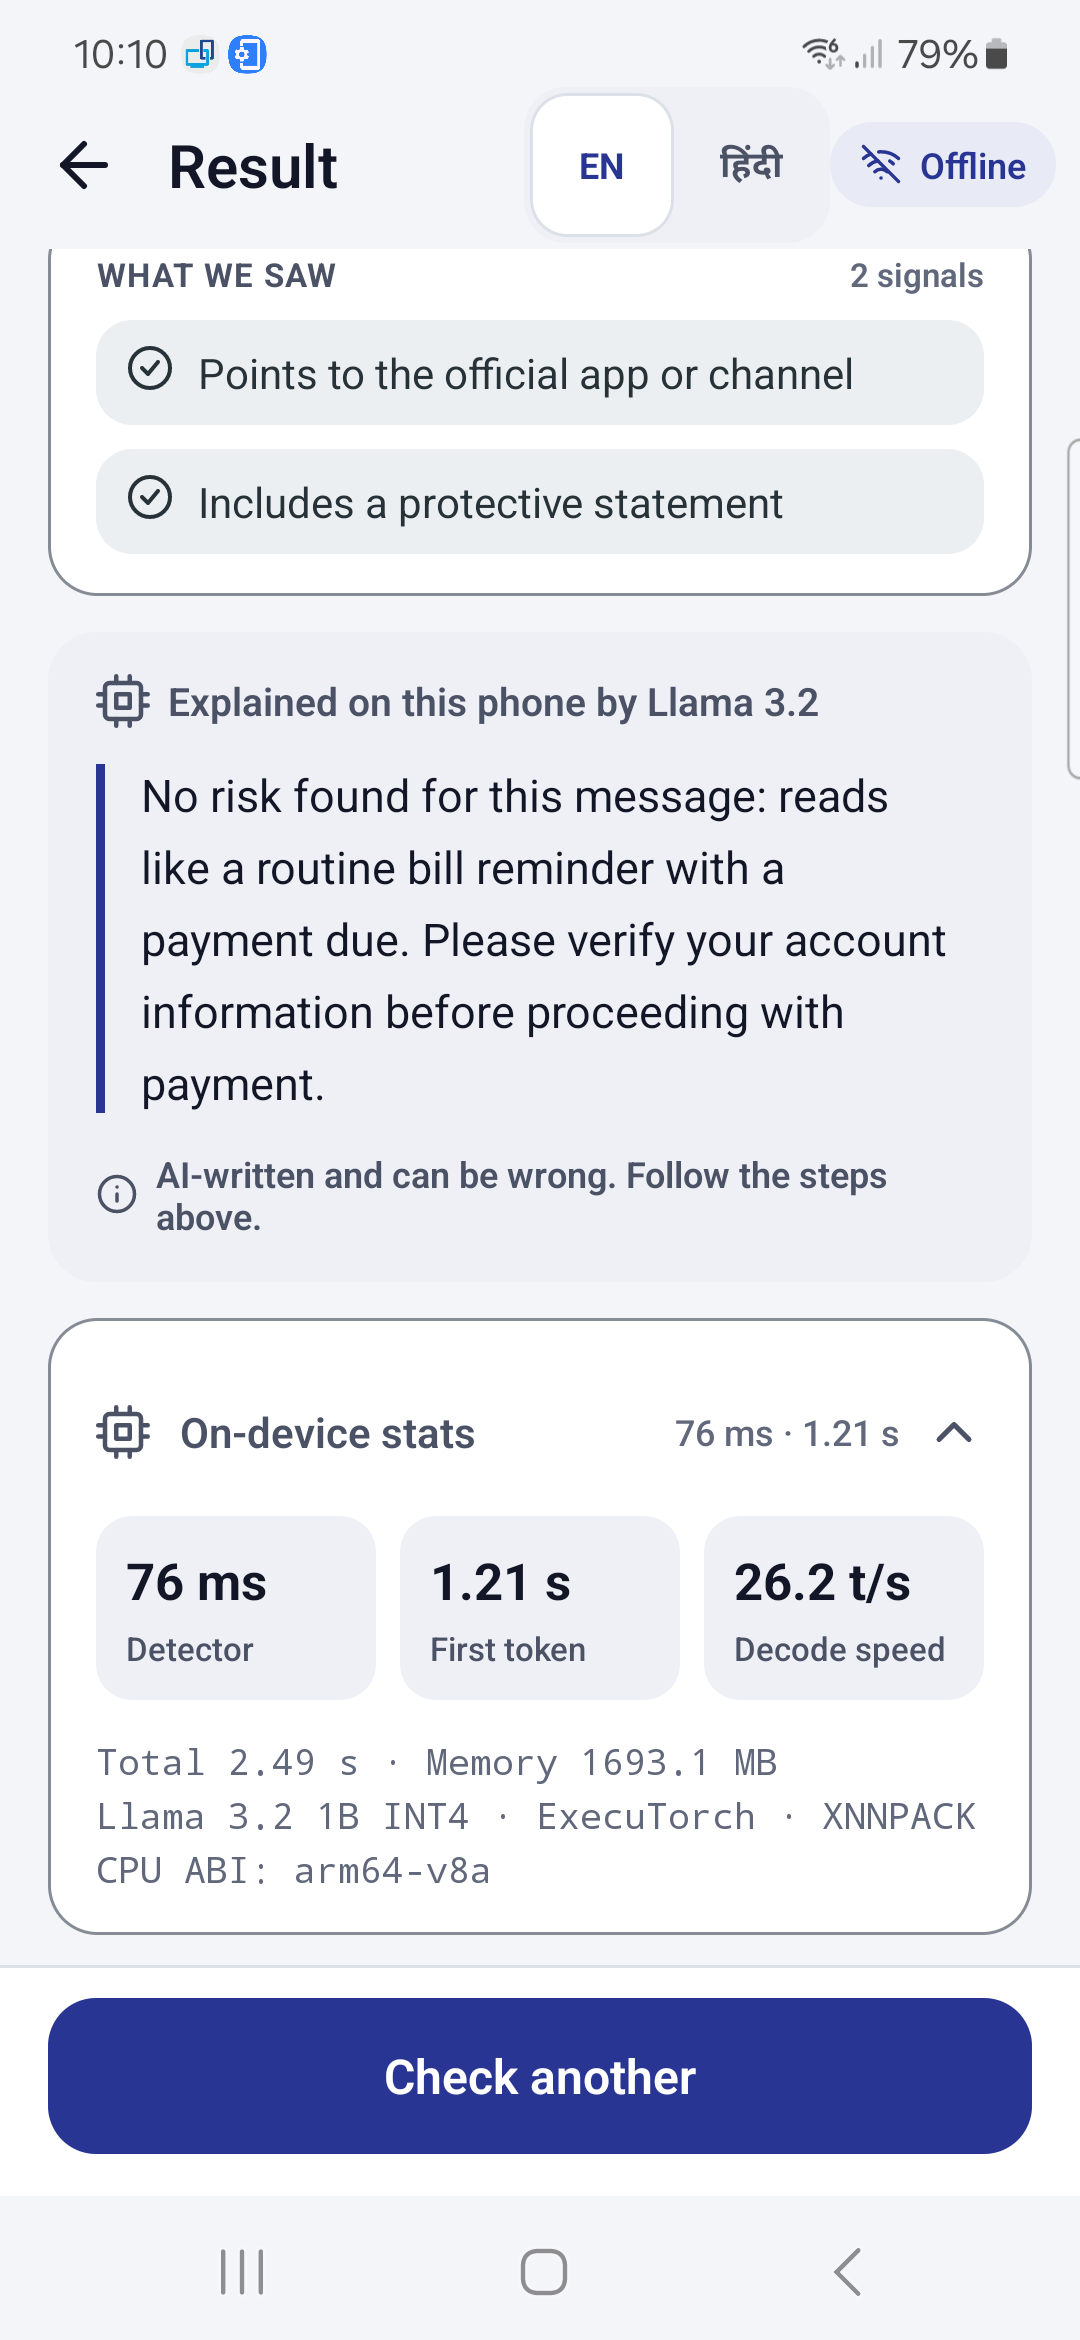 10:10 79%
Result EN हिंदी Offline
WHAT WE SAW 2 signals
Points to the official app or channel
Includes a protective statement
Explained on this phone by Llama 3.2
No risk found for this message: reads
like a routine bill reminder with a
payment due. Please verify your account
information before proceeding with
payment.
AI-written and can be wrong. Follow the steps
above.
On-device stats 76 ms · 1.21 s
76 ms 1.21 s 26.2 t/s
Detector First token Decode speed
Total 2.49 s · Memory 1693.1 MB
Llama 3.2 1B INT4 · ExecuTorch · XNNPACK
CPU ABI: arm64-v8a
Check another